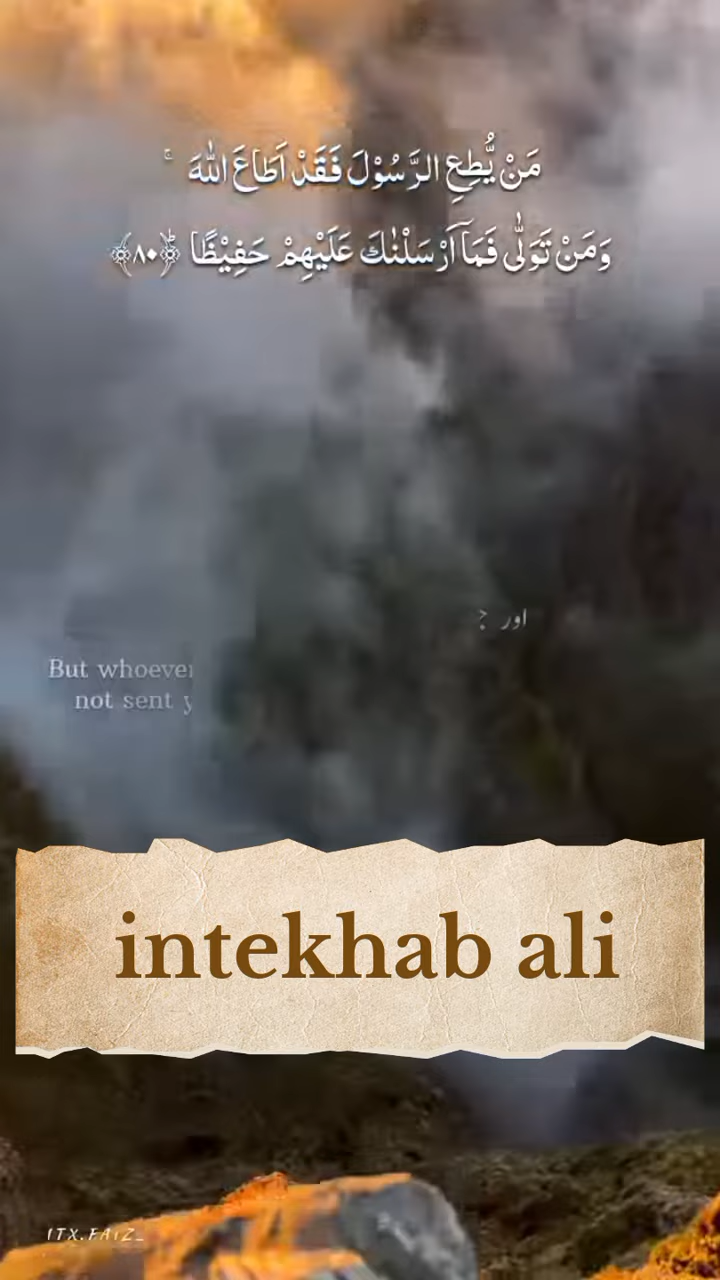 مَنْ يُّطِعِ الرَّسُوْلَ فَقَدْ اَطَاعَ اللّٰهَ ۚ
وَمَنْ تَوَلّٰى فَمَاۤ اَرْسَلْنٰكَ عَلَيْهِمْ حَفِيْظًا ﴿۸۰﴾ؕ
اور
But whoever
not sent y
intekhab ali
ITX.FAIZ_